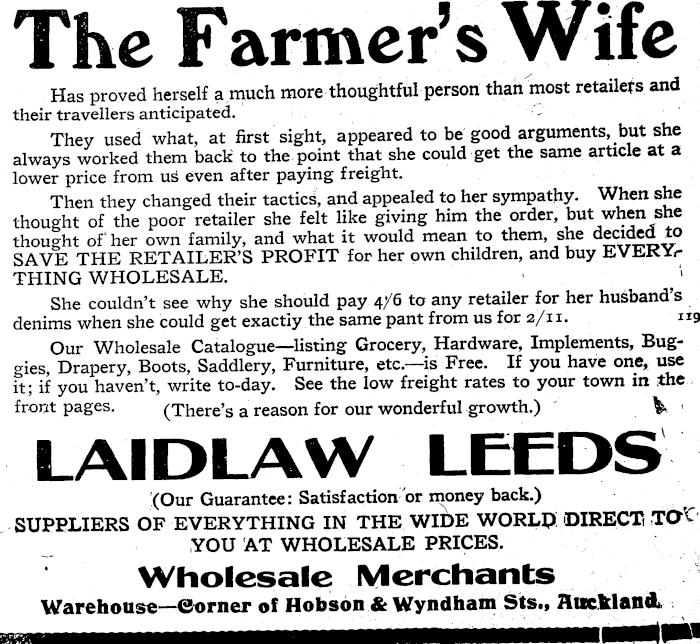 The Farmer's Wife
Has proved herself a much more thoughtful person than most retailers and
their travellers anticipated.
They used what, at first sight, appeared to be good arguments, but she
always worked them back to the point that she could get the same article at a
lower price from us even after paying freight.
Then they changed their tactics, and appealed to her sympathy. When she
thought of the poor retailer she felt like giving him the order, but when she
thought of her own family, and what it would mean to them, she decided to
SAVE THE RETAILER'S PROFIT for her own children, and buy EVERY-
THING WHOLESALE.
She couldn't see why she should pay 4/6 to any retailer for her husband's
denims when she could get exactly the same pant from us for 2/11. 119
Our Wholesale Catalogue—listing Grocery, Hardware, Implements, Bug-
gies, Drapery, Boots, Saddlery, Furniture, etc.—is Free. If you have one, use
it; if you haven't, write to-day. See the low freight rates to your town in the
front pages. (There's a reason for our wonderful growth.)
LAIDLAW LEEDS
(Our Guarantee: Satisfaction or money back.)
SUPPLIERS OF EVERYTHING IN THE WIDE WORLD DIRECT TO
YOU AT WHOLESALE PRICES.
Wholesale Merchants
Warehouse—Corner of Hobson & Wyndham Sts., Auckland.